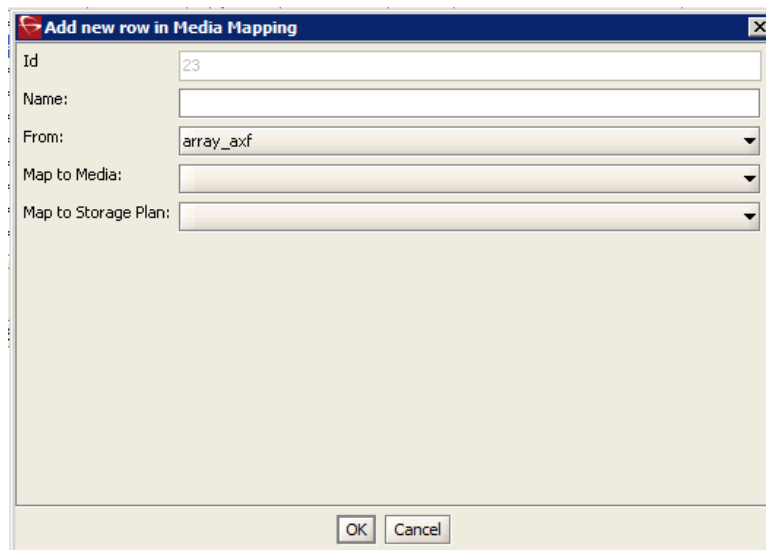 Add new row in Media Mapping
Id 23
Name:
From: array_axf
Map to Media:
Map to Storage Plan:
OK Cancel